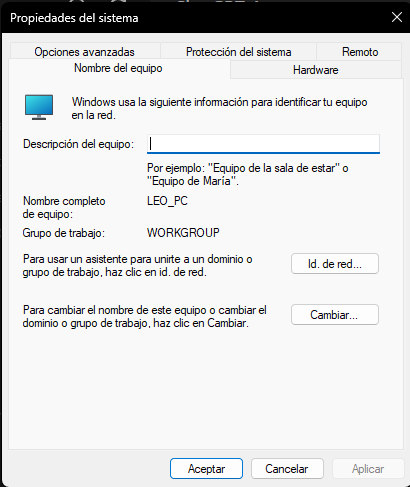 Propiedades del sistema
Opciones avanzadas
Protección del sistema
Remoto
Nombre del equipo
Hardware
Windows usa la siguiente información para identificar tu equipo
en la red.
Descripción del equipo:
Por ejemplo: "Equipo de la sala de estar" o
"Equipo de María".
Nombre completo
de equipo:
LEO_PC
Grupo de trabajo:
WORKGROUP
Para usar un asistente para unirte a un dominio o
grupo de trabajo, haz clic en id. de red.
Id. de red...
Para cambiar el nombre de este equipo o cambiar el
dominio o grupo de trabajo, haz clic en Cambiar.
Cambiar...
Aceptar
Cancelar
Aplicar